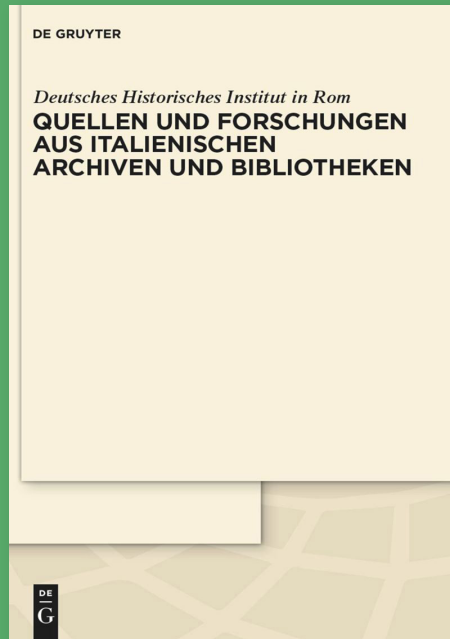 DE GRUYTER
Deutsches Historisches Institut in Rom
QUELLEN UND FORSCHUNGEN
AUS ITALIENISCHEN
ARCHIVEN UND BIBLIOTHEKEN
DE
G